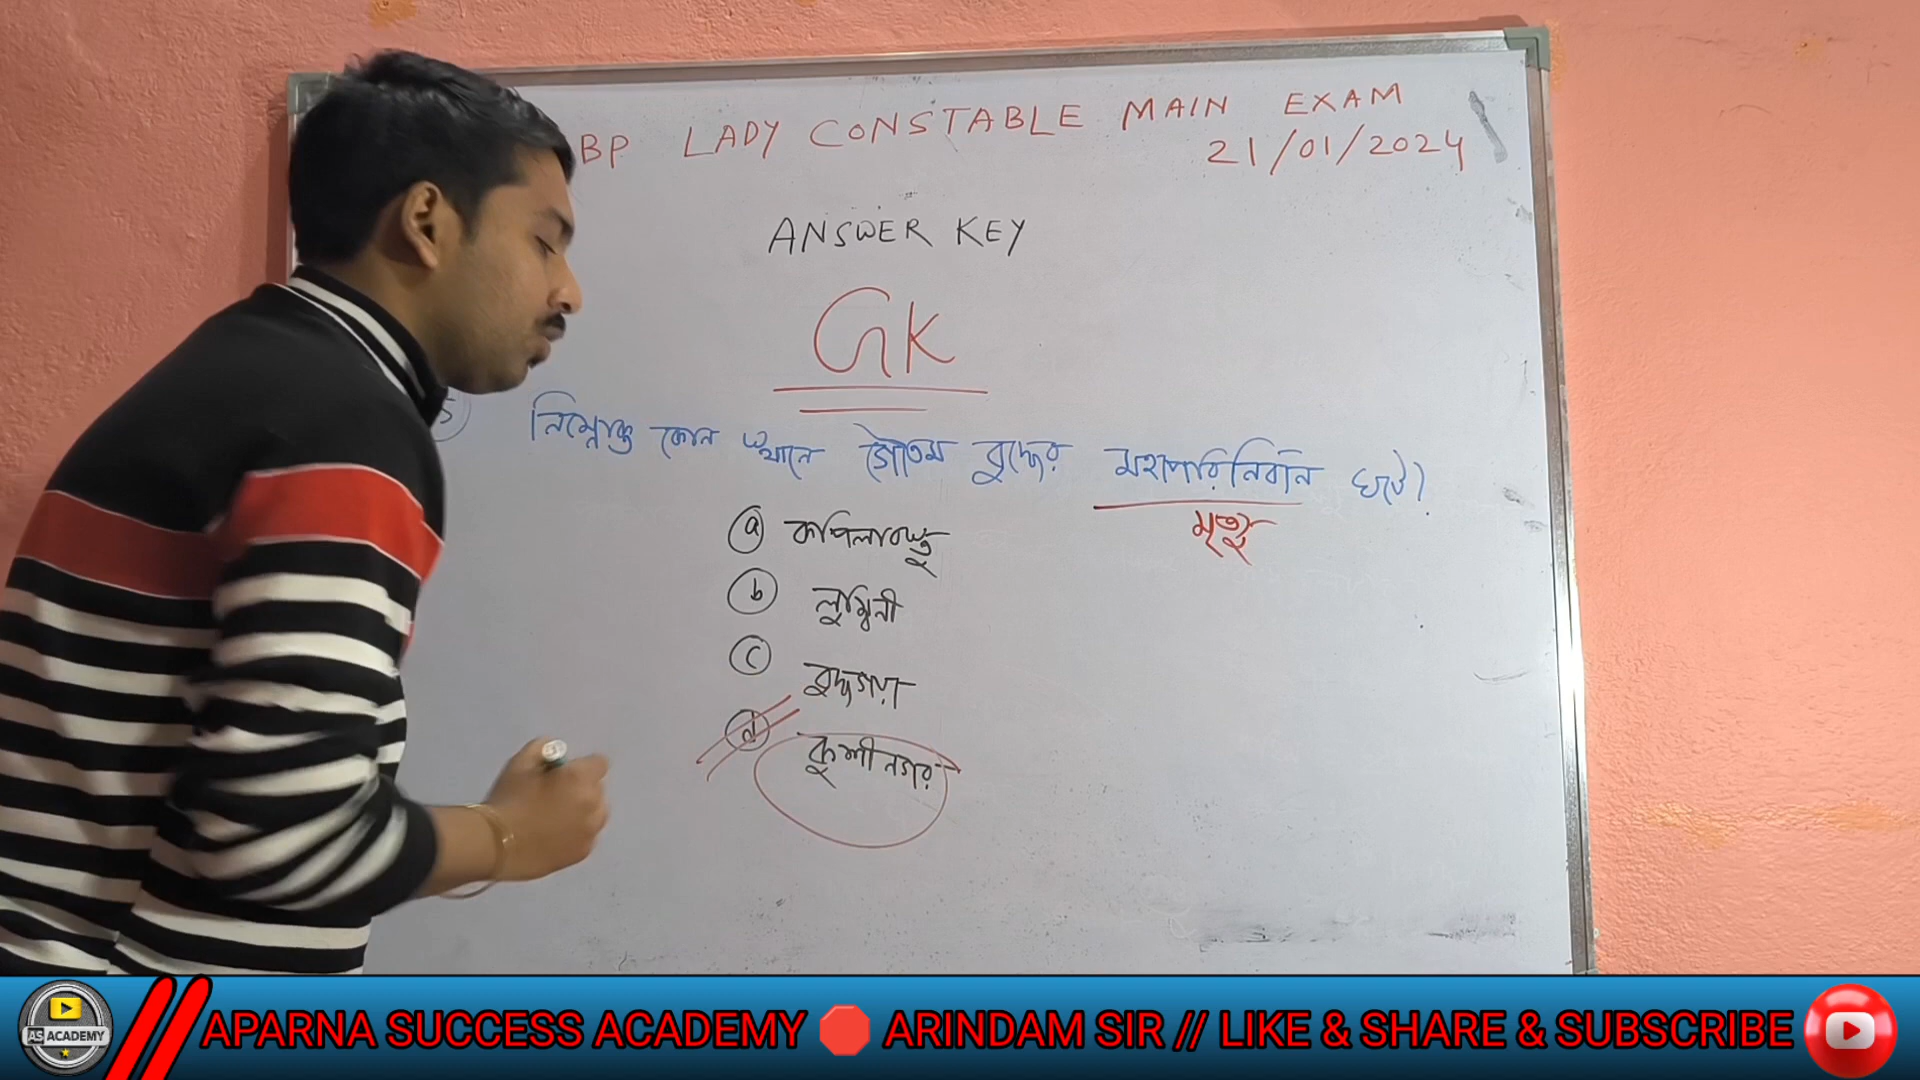 BP LADY CONSTABLE MAIN EXAM
21/01/2024
ANSWER KEY
GK
5 নিম্নোক্ত কোন স্থানে গৌতম বুদ্ধের মহাপরিনির্বান ঘটে?
মৃত্যু
a কপিলাবস্তু
b লুম্বিনী
c বুদ্ধগয়া
d কুশীনগর
AS ACADEMY
APARNA SUCCESS ACADEMY ARINDAM SIR // LIKE & SHARE & SUBSCRIBE